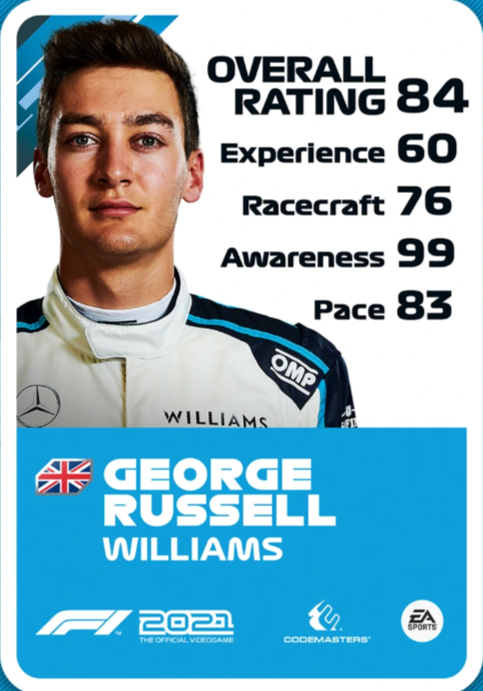 OVERALL
RATING 84
Experience 60
Racecraft 76
Awareness 99
Pace 83
OMP
WILLIAMS
GEORGE
RUSSELL
WILLIAMS
F1 2021
THE OFFICIAL VIDEOGAME
CODEMASTERS
EA
SPORTS